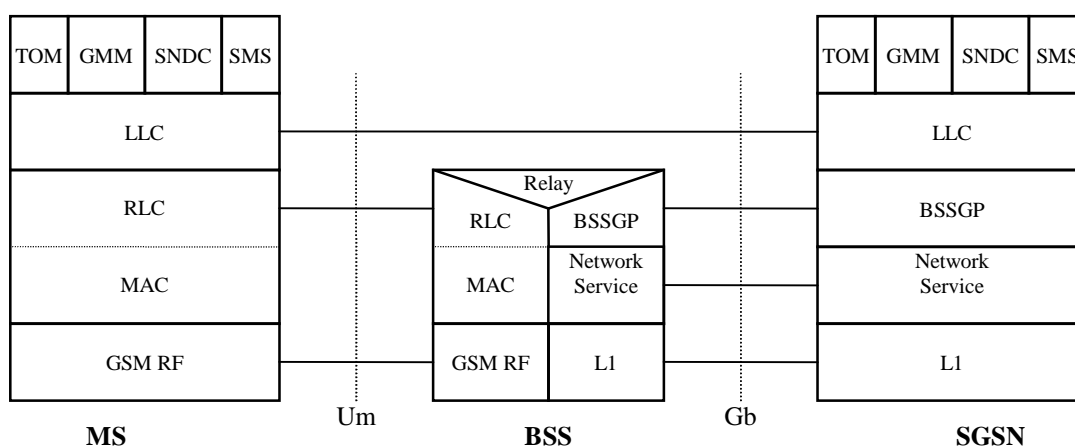 TOM GMM SNDC SMS
TOM GMM SNDC SMS
LLC
LLC
Relay
RLC
RLC
BSSGP
BSSGP
MAC
MAC
Network
Service
Network
Service
GSM RF
GSM RF
L1
L1
Um
Gb
MS
BSS
SGSN